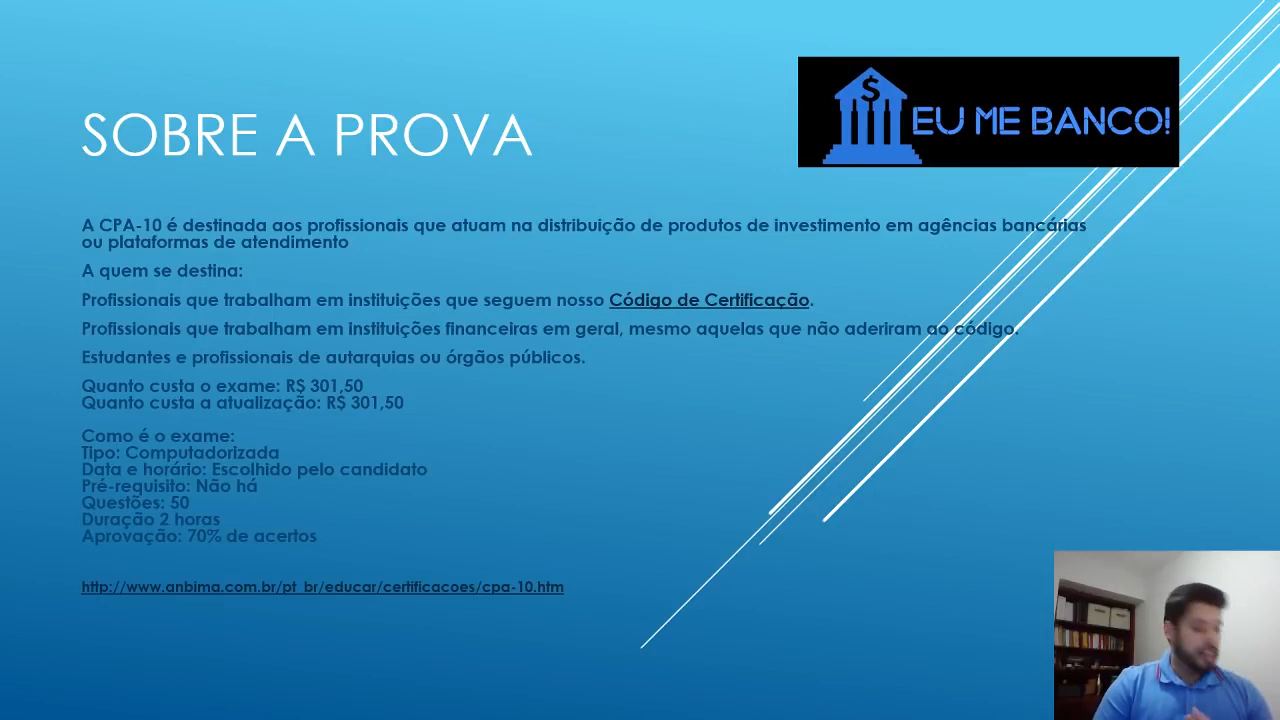 EU ME BANCO!
SOBRE A PROVA
A CPA-10 é destinada aos profissionais que atuam na distribuição de produtos de investimento em agências bancárias
ou plataformas de atendimento
A quem se destina:
Profissionais que trabalham em instituições que seguem nosso Código de Certificação.
Profissionais que trabalham em instituições financeiras em geral, mesmo aquelas que não aderiram ao código.
Estudantes e profissionais de autarquias ou órgãos públicos.
Quanto custa o exame: R$ 301,50
Quanto custa a atualização: R$ 301,50
Como é o exame:
Tipo: Computadorizada
Data e horário: Escolhido pelo candidato
Pré-requisito: Não há
Questões: 50
Duração 2 horas
Aprovação: 70% de acertos
http://www.anbima.com.br/pt_br/educar/certificacoes/cpa-10.htm